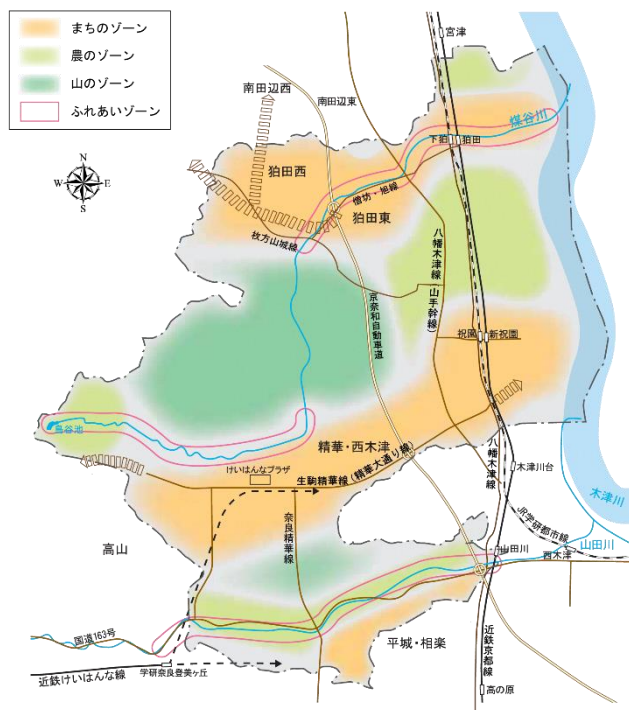 まちのゾーン
農のゾーン
山のゾーン
ふれあいゾーン
N
W
E
S
宮津
南田辺西
南田辺東
煤谷川
下狛
狛田
狛田西
僧坊・旭線
狛田東
枚方山城線
八幡木津線
(山手幹線)
京奈和自動車道
祝園
新祝園
精華・西木津
けいはんなプラザ
生駒精華線(精華大通り線)
八幡木津線
木津川台
木津川
JR学研都市線
山田川
山田川
西木津
奈良精華線
高山
国道163号
平城・相楽
近鉄京都線
学研奈良登美ヶ丘
近鉄けいはんな線
高の原